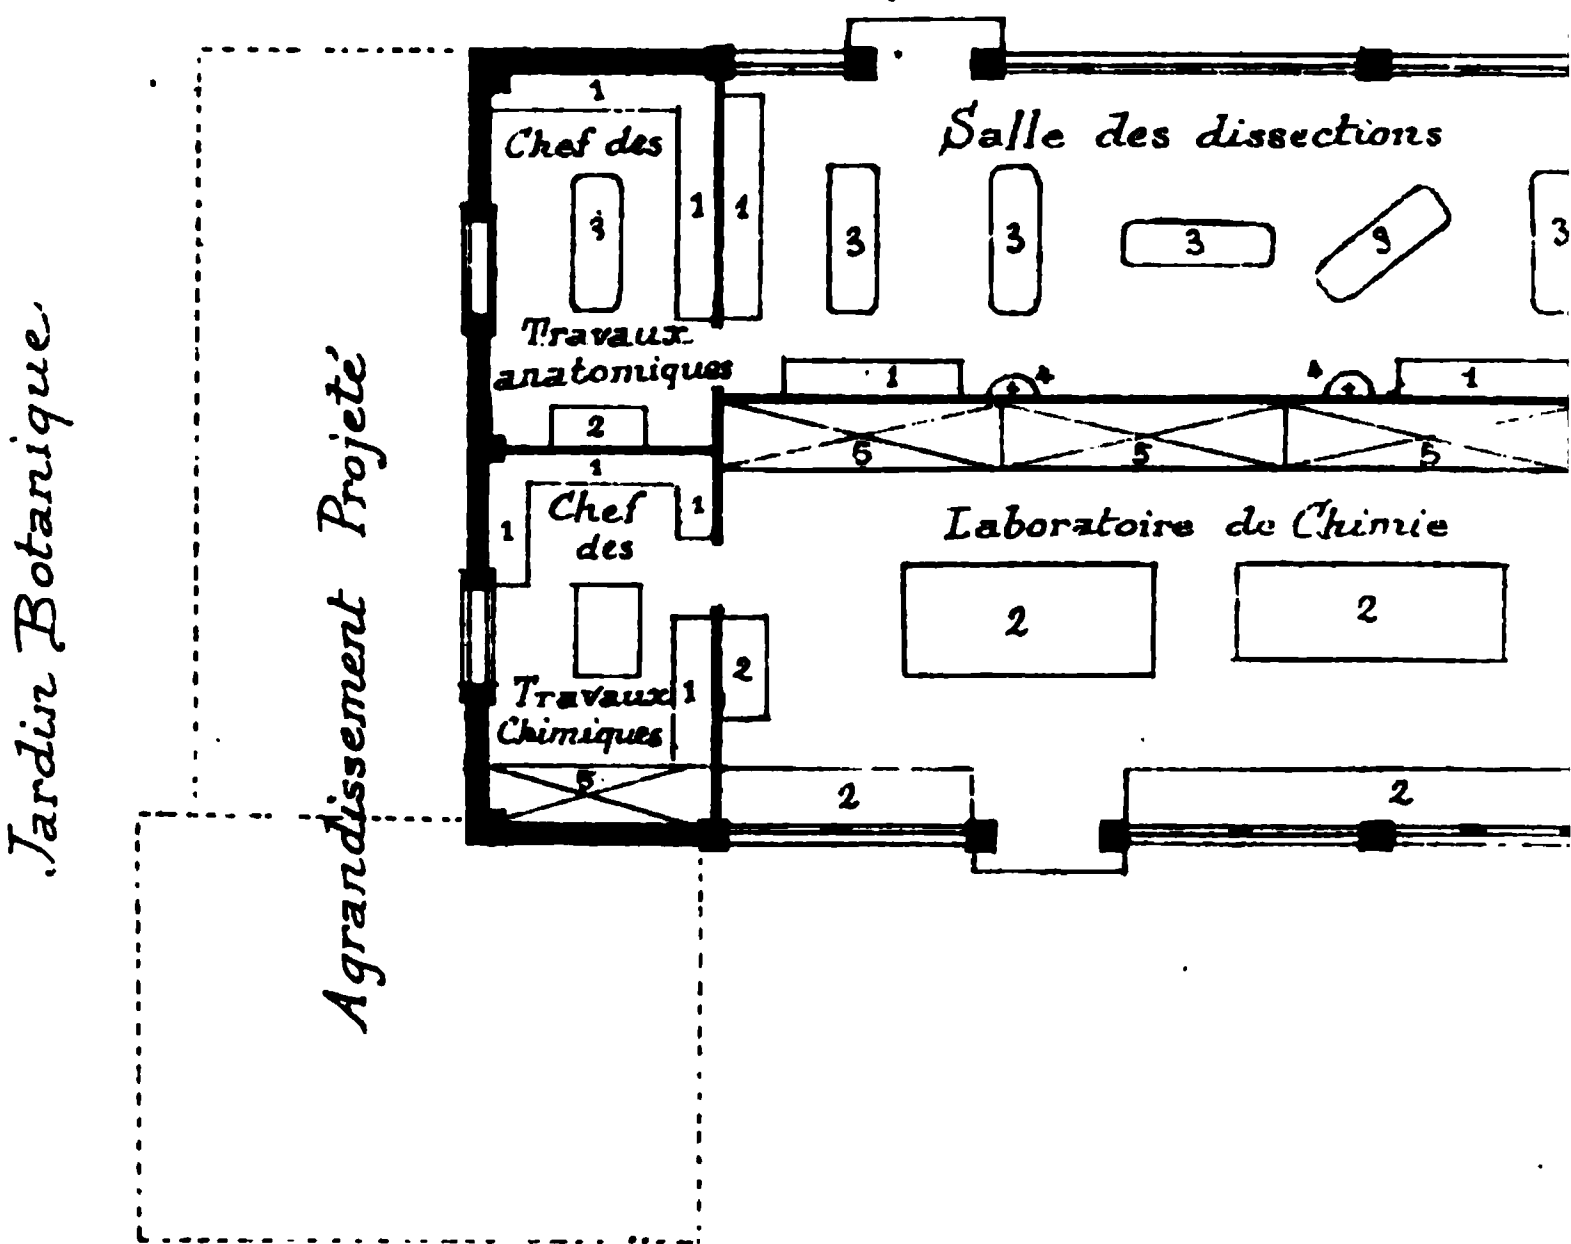 Jardin Botanique
Agrandissement Projeté
1
Chef des
3
1
1
Travaux
anatomiques
2
Salle des dissections
3
3
3
3
3
1
4
4
1
5
5
5
1
1
1
Chef
des
Travaux
Chimiques
1
2
5
Laboratoire de Chimie
2
2
2
2